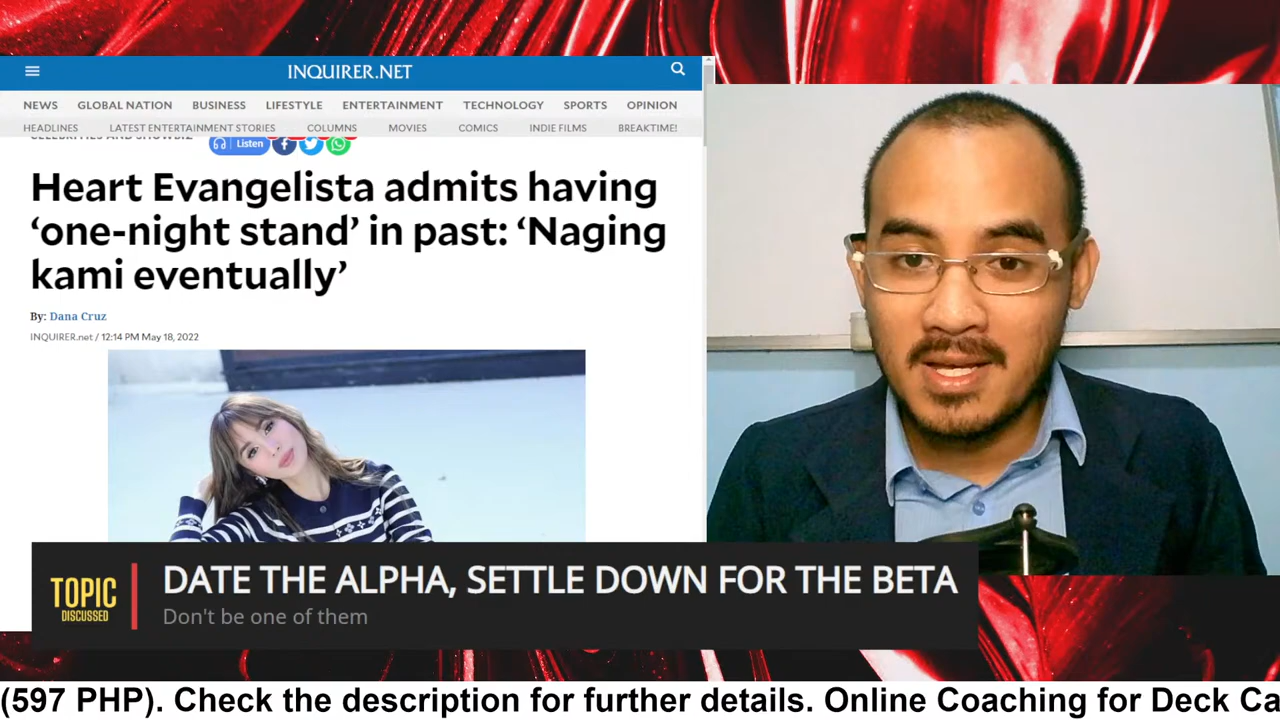 INQUIRER.NET
NEWS GLOBAL NATION BUSINESS LIFESTYLE ENTERTAINMENT TECHNOLOGY SPORTS OPINION
HEADLINES LATEST ENTERTAINMENT STORIES COLUMNS MOVIES COMICS INDIE FILMS BREAKTIME!
CELEBRITIES AND SHOWBIZ
Listen
Heart Evangelista admits having
‘one-night stand’ in past: ‘Naging
kami eventually’
By: Dana Cruz
INQUIRER.net / 12:14 PM May 18, 2022
TOPIC
DISCUSSED
DATE THE ALPHA, SETTLE DOWN FOR THE BETA
Don't be one of them
(597 PHP). Check the description for further details. Online Coaching for Deck Ca